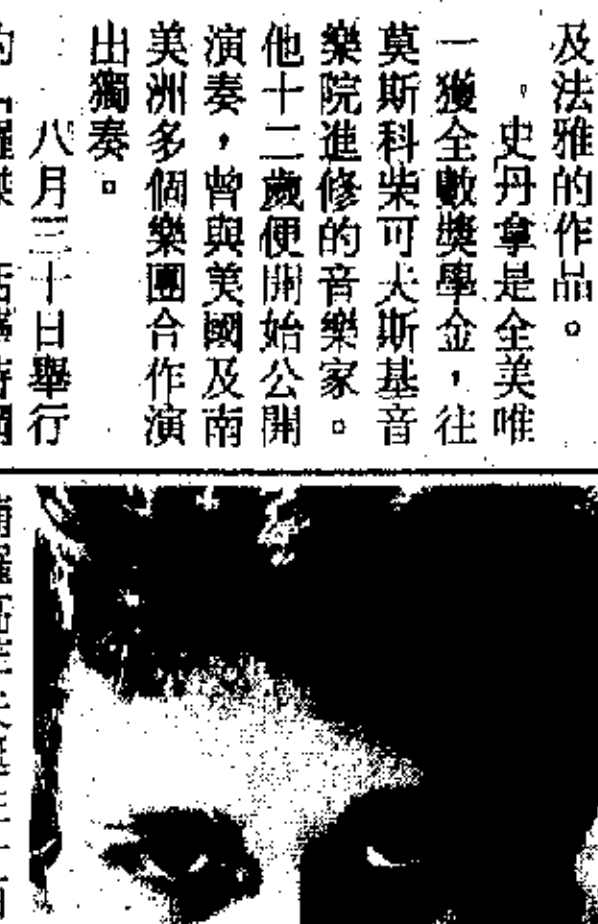 及法雅的作品。
。史丹拿是全美唯
一獲全數獎學金，往
莫斯科柴可夫斯基音
樂院進修的音樂家。
他十二歲便開始公開
演奏，曾與美國及南
美洲多個樂團合作演
出獨奏。
八月三十日舉行